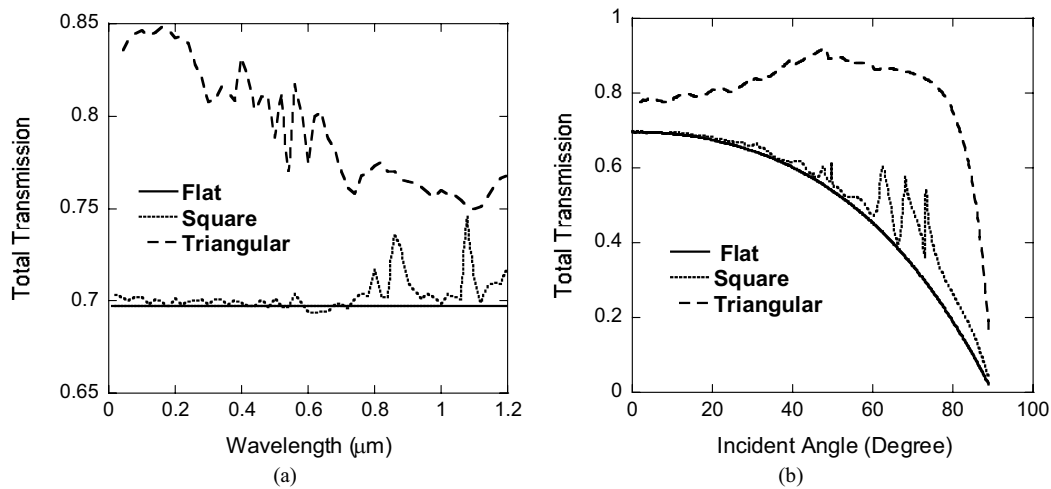 0.85
0.8
0.75
0.7
0.65
0
0.2
0.4
0.6
0.8
1
1.2
Total Transmission
Wavelength (μm)
Flat
Square
Triangular
(a)
1
0.8
0.6
0.4
0.2
0
0
20
40
60
80
100
Total Transmission
Incident Angle (Degree)
Flat
Square
Triangular
(b)